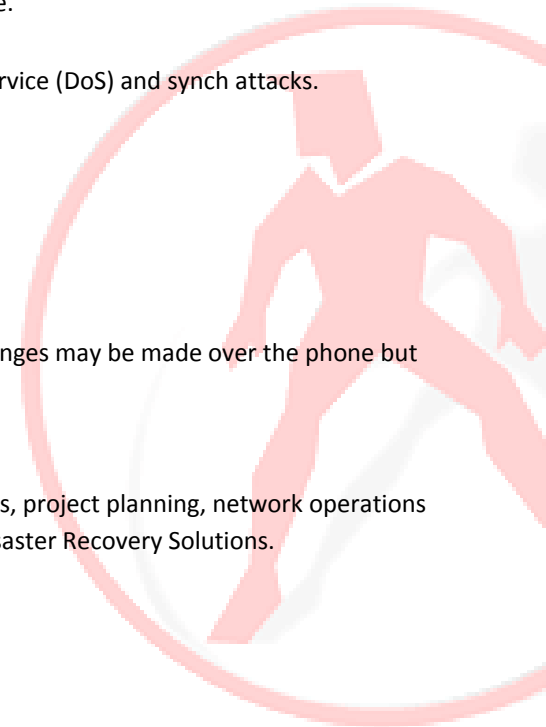 e.
rvice (DoS) and synch attacks.
nges may be made over the phone but
s, project planning, network operations
saster Recovery Solutions.